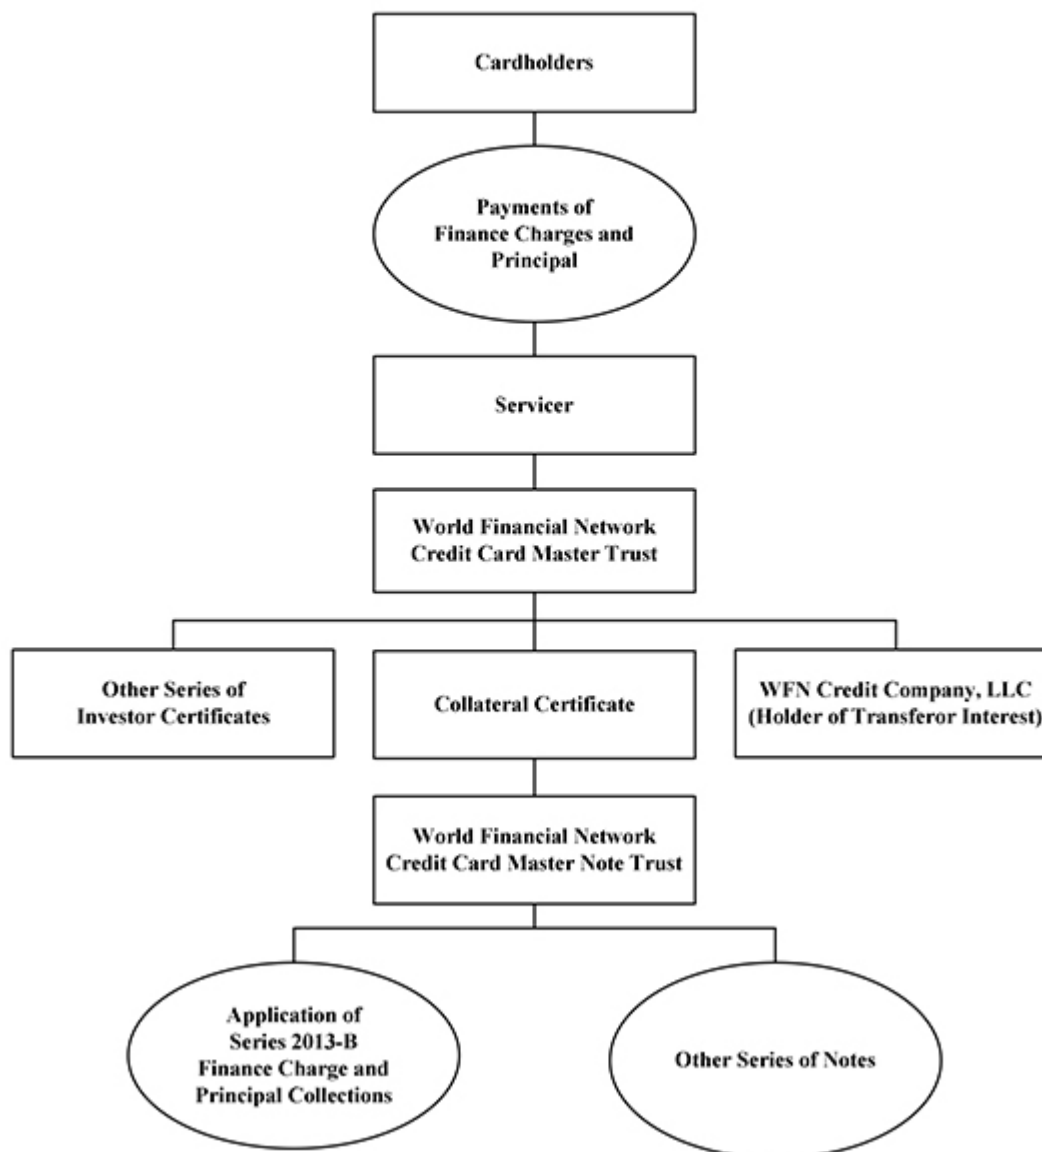 Cardholders
Payments of
Finance Charges and
Principal
Servicer
World Financial Network
Credit Card Master Trust
Other Series of
Investor Certificates
Collateral Certificate
WFN Credit Company, LLC
(Holder of Transferor Interest)
World Financial Network
Credit Card Master Note Trust
Application of
Series 2013-B
Finance Charge and
Principal Collections
Other Series of Notes